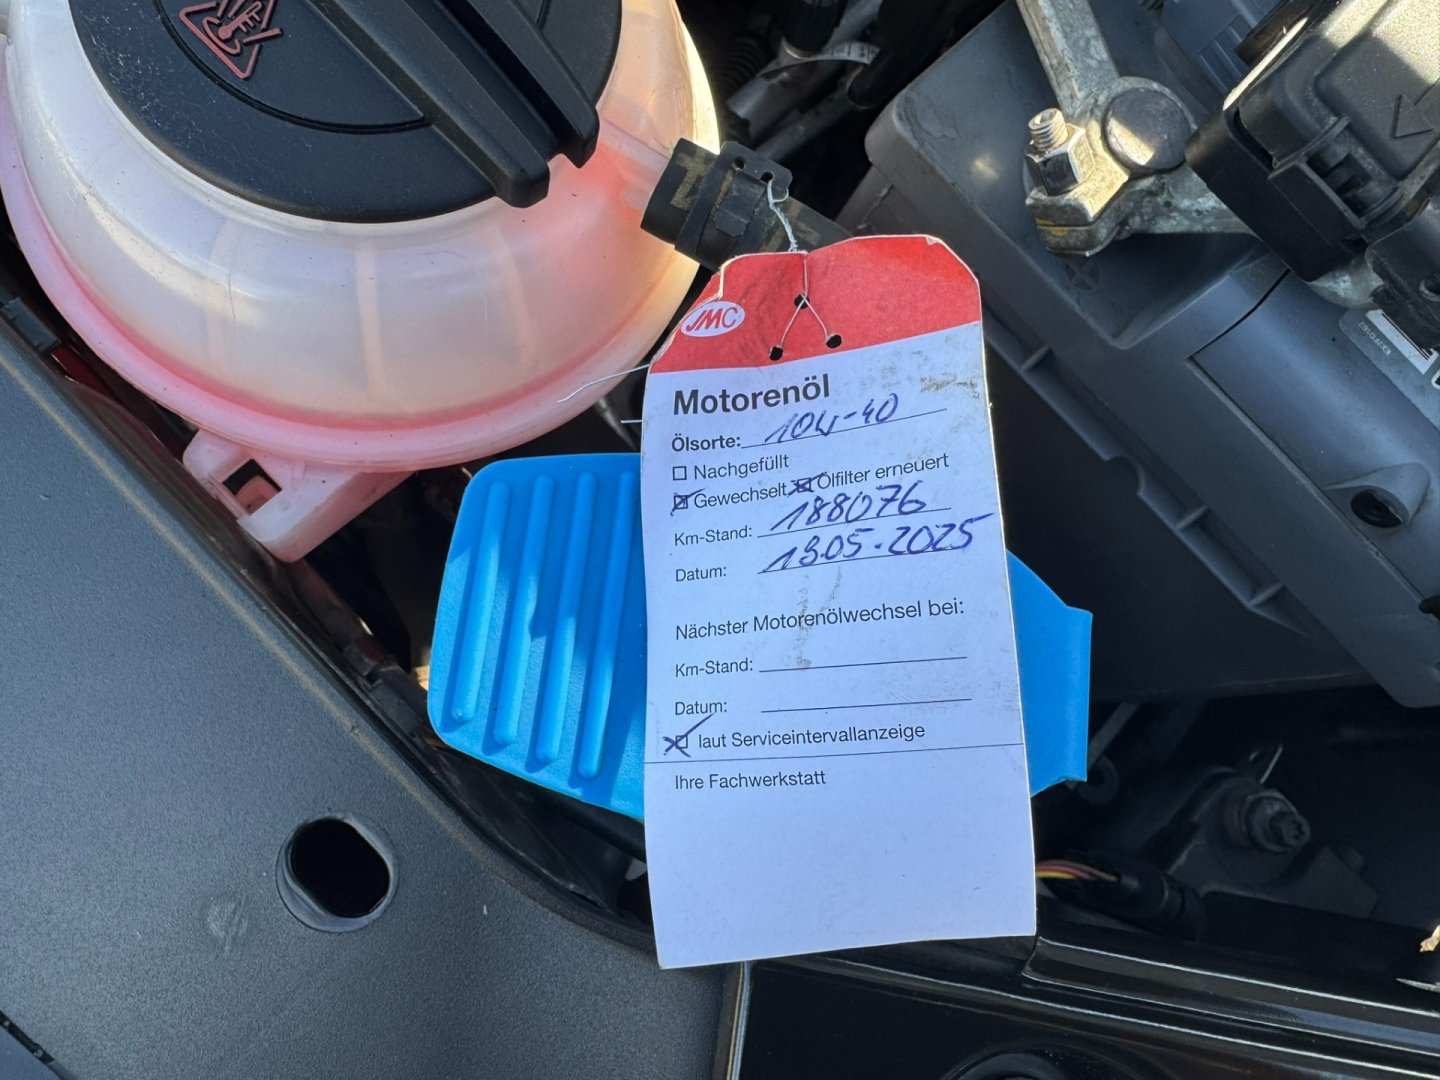 JMC
Motorenöl
Ölsorte: 10W-40
Nachgefüllt
Gewechselt Ölfilter erneuert
Km-Stand: 188076
Datum: 19.05.2025
Nächster Motorenölwechsel bei:
Km-Stand:
Datum:
laut Serviceintervallanzeige
Ihre Fachwerkstatt